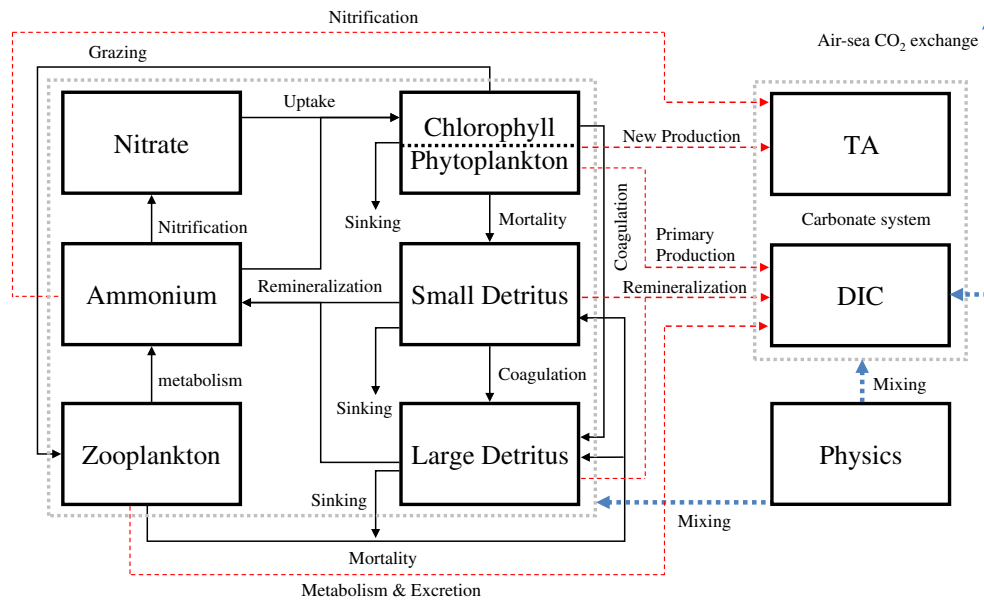 Nitrification
Air-sea CO₂ exchange
Grazing
Uptake
Nitrate
Chlorophyll
Phytoplankton
New Production
TA
Sinking
Mortality
Nitrification
Coagulation
Carbonate system
Primary
Production
Ammonium
Remineralization
Small Detritus
Remineralization
DIC
metabolism
Sinking
Coagulation
Mixing
Zooplankton
Large Detritus
Physics
Sinking
Mixing
Mortality
Metabolism & Excretion